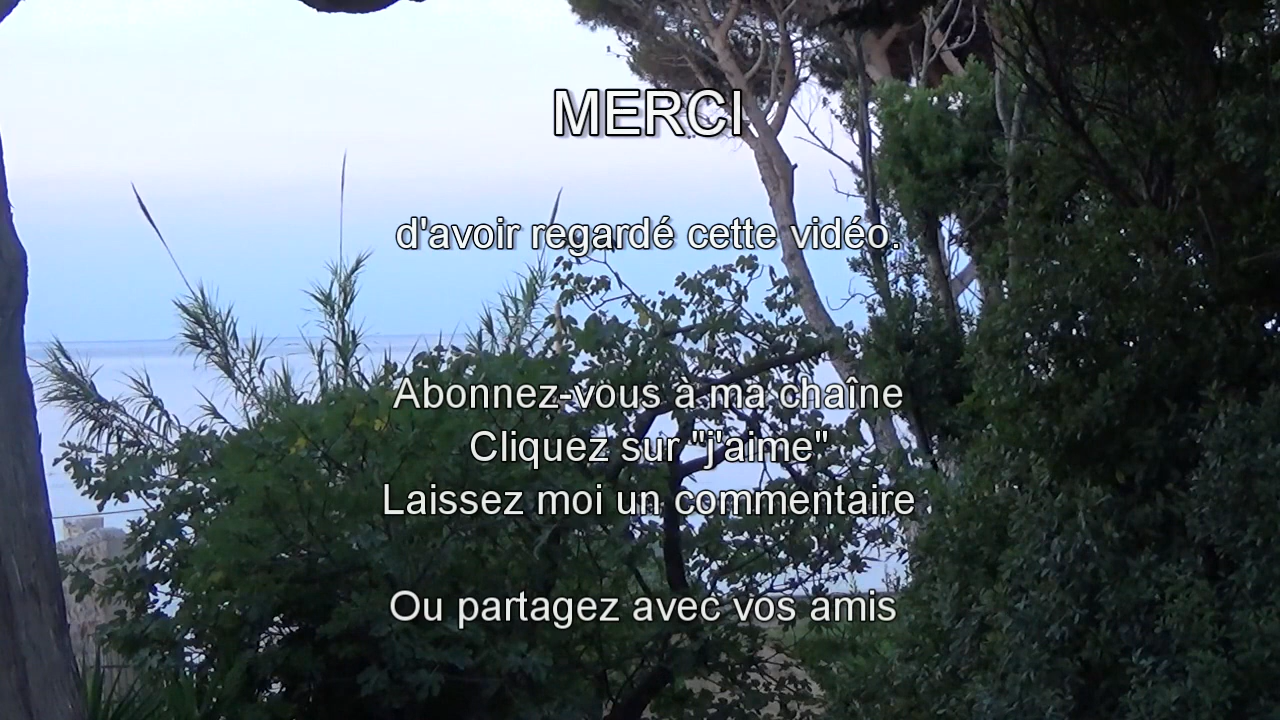 MERCI
d'avoir regardé cette vidéo.
Abonnez-vous à ma chaîne
Cliquez sur "j'aime"
Laissez moi un commentaire
Ou partagez avec vos amis